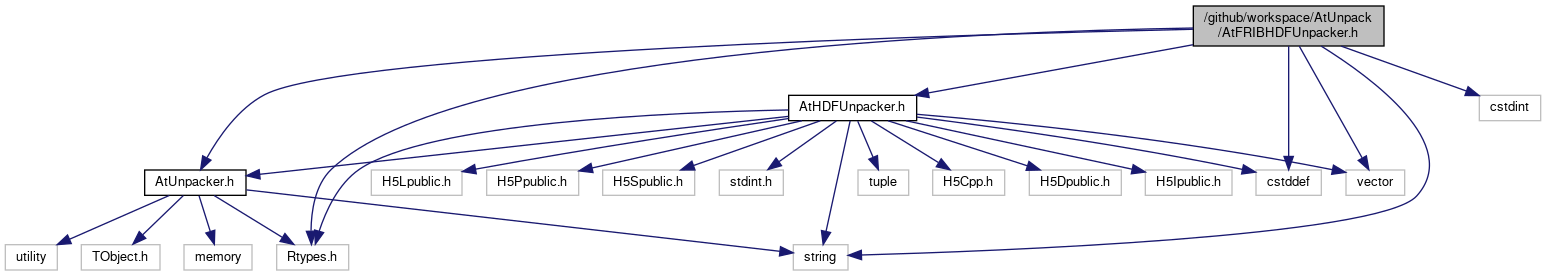 /github/workspace/AtUnpack
/AtFRIBHDFUnpacker.h
AtHDFUnpacker.h
cstdint
AtUnpacker.h
H5Lpublic.h
H5Ppublic.h
H5Spublic.h
stdint.h
tuple
H5Cpp.h
H5Dpublic.h
H5Ipublic.h
cstddef
vector
utility
TObject.h
memory
Rtypes.h
string